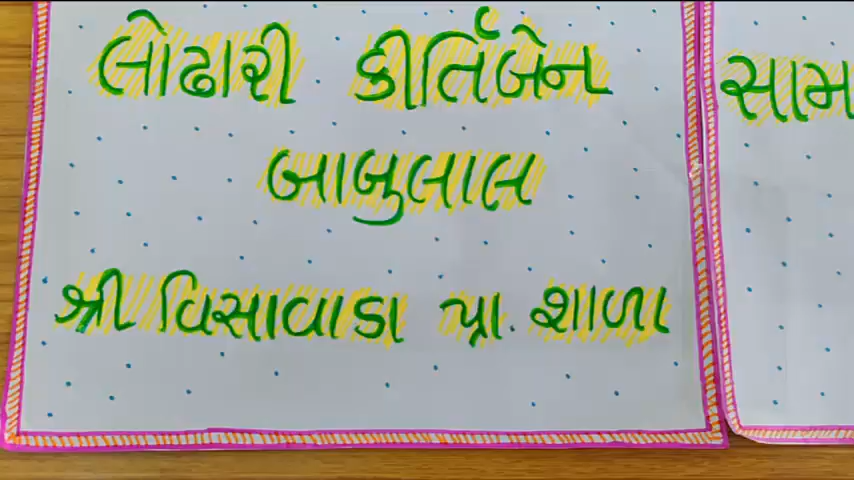 લોઢારી કીર્તિબેન
બાબુલાલ
શ્રી વિસાવાડા પ્રા. શાળા
સામ